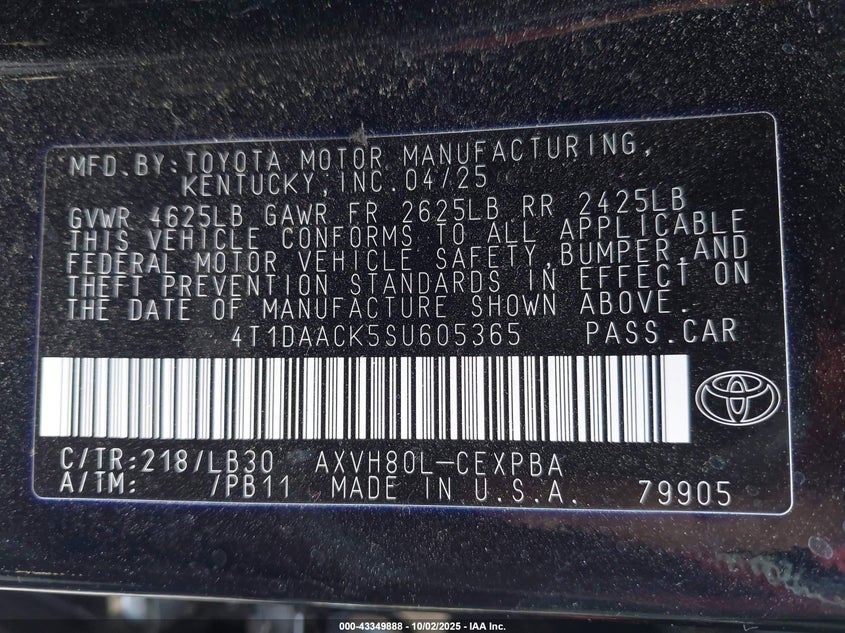 MFD.BY:TOYOTA MOTOR MANUFACTURING,
KENTUCKY,INC.04/25
GVWR 4625LB GAWR FR 2625LB RR 2425LB
THIS VEHICLE CONFORMS TO ALL APPLICABLE
FEDERAL MOTOR VEHICLE SAFETY,BUMPER,AND
THEFT PREVENTION STANDARDS IN EFFECT ON
THE DATE OF MANUFACTURE SHOWN ABOVE.
4T1DAACK5SU605365 PASS.CAR
C/TR:218/LB30 AXVH80L-CEXPBA
A/TM: /PB11 MADE IN U.S.A. 79905
000-43349888 - 10/02/2025 - IAA Inc.